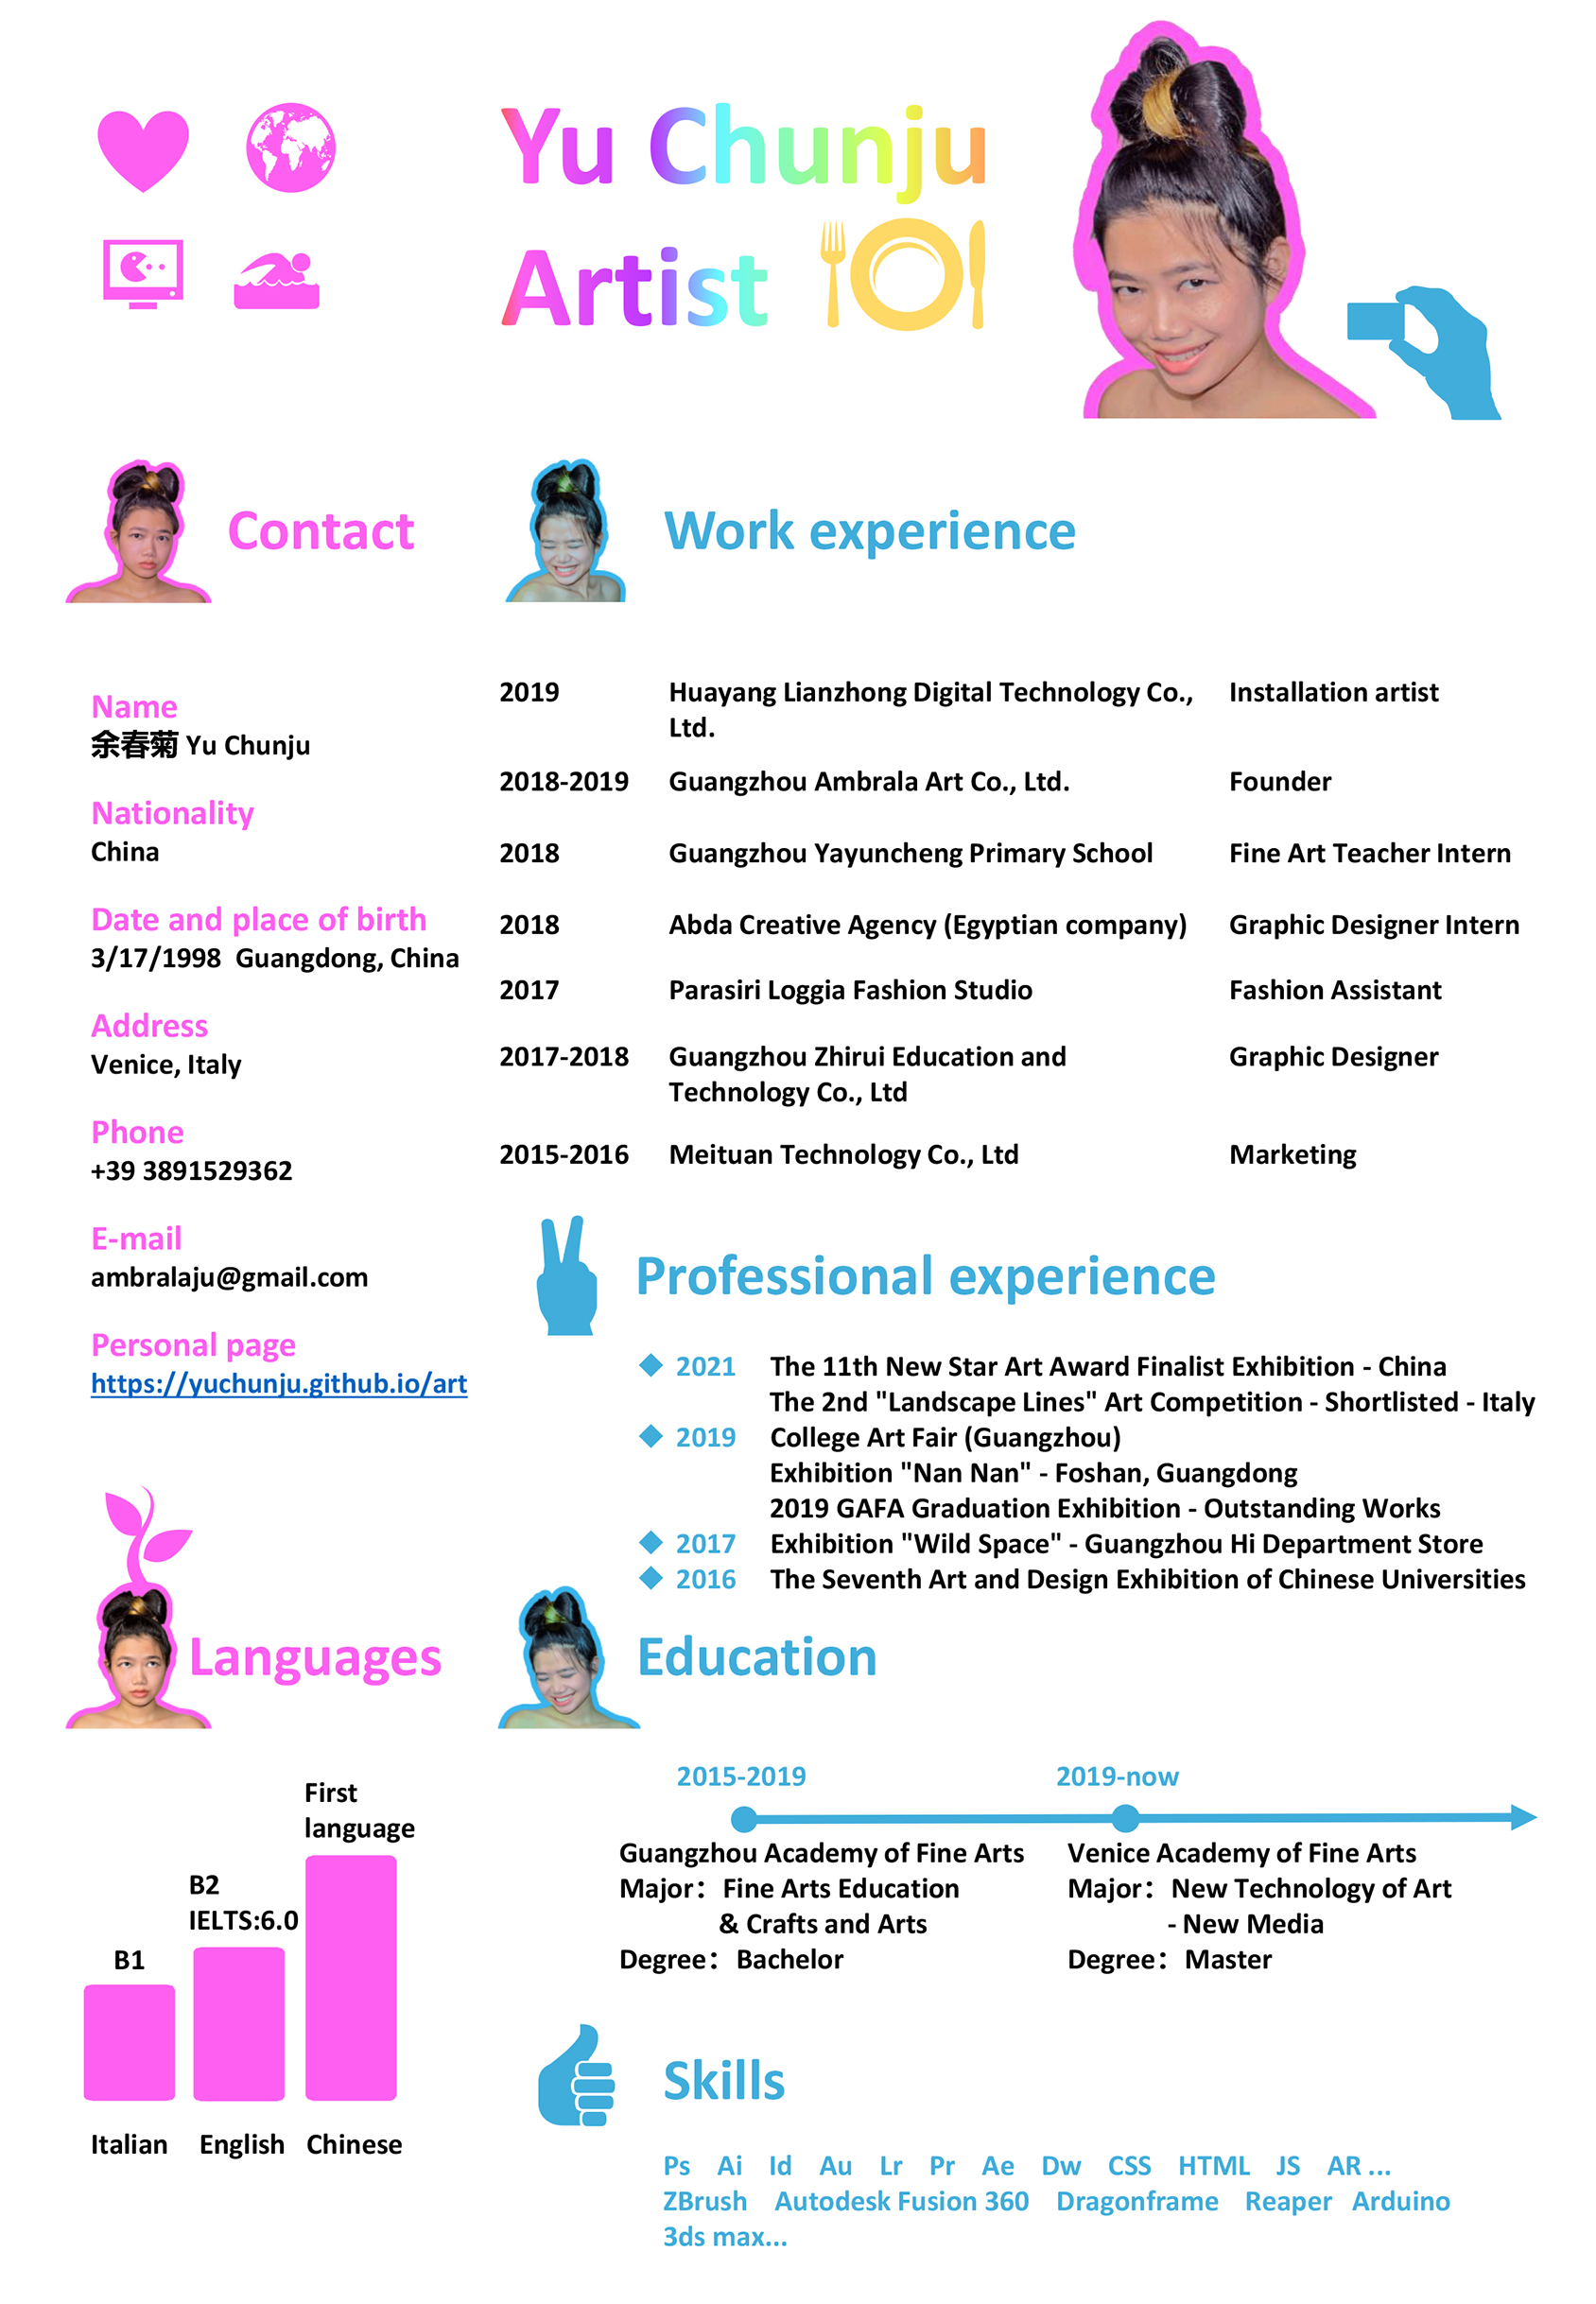 Yu Chunju
Artist
Contact
Name
余春菊 Yu Chunju
Nationality
China
Date and place of birth
3/17/1998  Guangdong, China
Address
Venice, Italy
Phone
+39 3891529362
E-mail
ambralaju@gmail.com
Personal page
https://yuchunju.github.io/art
Languages
First
language
B2
IELTS:6.0
B1
Italian English Chinese
Work experience
2019 Huayang Lianzhong Digital Technology Co., Installation artist
Ltd.
2018-2019 Guangzhou Ambrala Art Co., Ltd. Founder
2018 Guangzhou Yayuncheng Primary School Fine Art Teacher Intern
2018 Abda Creative Agency (Egyptian company) Graphic Designer Intern
2017 Parasiri Loggia Fashion Studio Fashion Assistant
2017-2018 Guangzhou Zhirui Education and Graphic Designer
Technology Co., Ltd
2015-2016 Meituan Technology Co., Ltd Marketing
Professional experience
2021 The 11th New Star Art Award Finalist Exhibition - China
The 2nd "Landscape Lines" Art Competition - Shortlisted - Italy
2019 College Art Fair (Guangzhou)
Exhibition "Nan Nan" - Foshan, Guangdong
2019 GAFA Graduation Exhibition - Outstanding Works
2017 Exhibition "Wild Space" - Guangzhou Hi Department Store
2016 The Seventh Art and Design Exhibition of Chinese Universities
Education
2015-2019
Guangzhou Academy of Fine Arts
Major：Fine Arts Education
& Crafts and Arts
Degree：Bachelor
2019-now
Venice Academy of Fine Arts
Major：New Technology of Art
- New Media
Degree：Master
Skills
Ps Ai Id Au Lr Pr Ae Dw CSS HTML JS AR ...
ZBrush Autodesk Fusion 360 Dragonframe Reaper Arduino
3ds max...